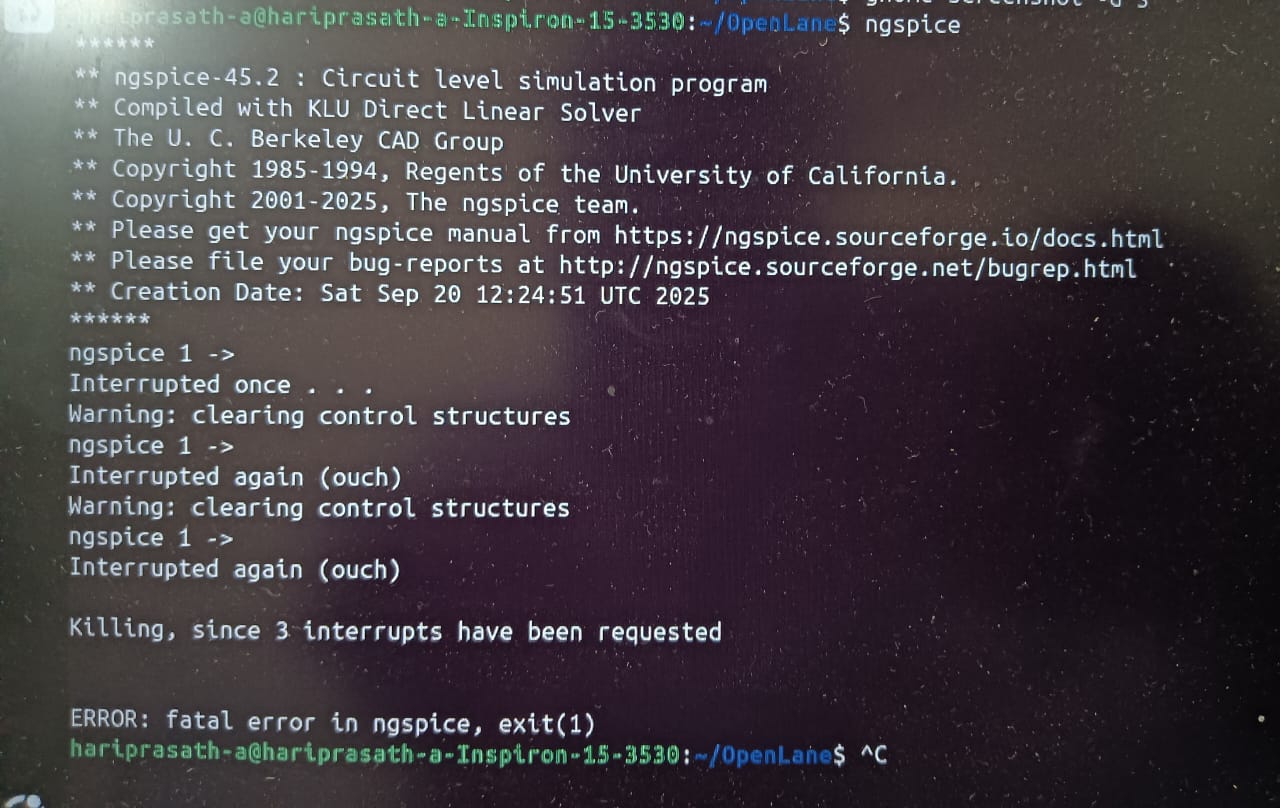 hariprasath-a@hariprasath-a-Inspiron-15-3530:~/OpenLane$ ngspice
******
** ngspice-45.2 : Circuit level simulation program
** Compiled with KLU Direct Linear Solver
** The U. C. Berkeley CAD Group
** Copyright 1985-1994, Regents of the University of California.
** Copyright 2001-2025, The ngspice team.
** Please get your ngspice manual from https://ngspice.sourceforge.io/docs.html
** Please file your bug-reports at http://ngspice.sourceforge.net/bugrep.html
** Creation Date: Sat Sep 20 12:24:51 UTC 2025
******
ngspice 1 ->
Interrupted once . . .
Warning: clearing control structures
ngspice 1 ->
Interrupted again (ouch)
Warning: clearing control structures
ngspice 1 ->
Interrupted again (ouch)
Killing, since 3 interrupts have been requested
ERROR: fatal error in ngspice, exit(1)
hariprasath-a@hariprasath-a-Inspiron-15-3530:~/OpenLane$ ^C